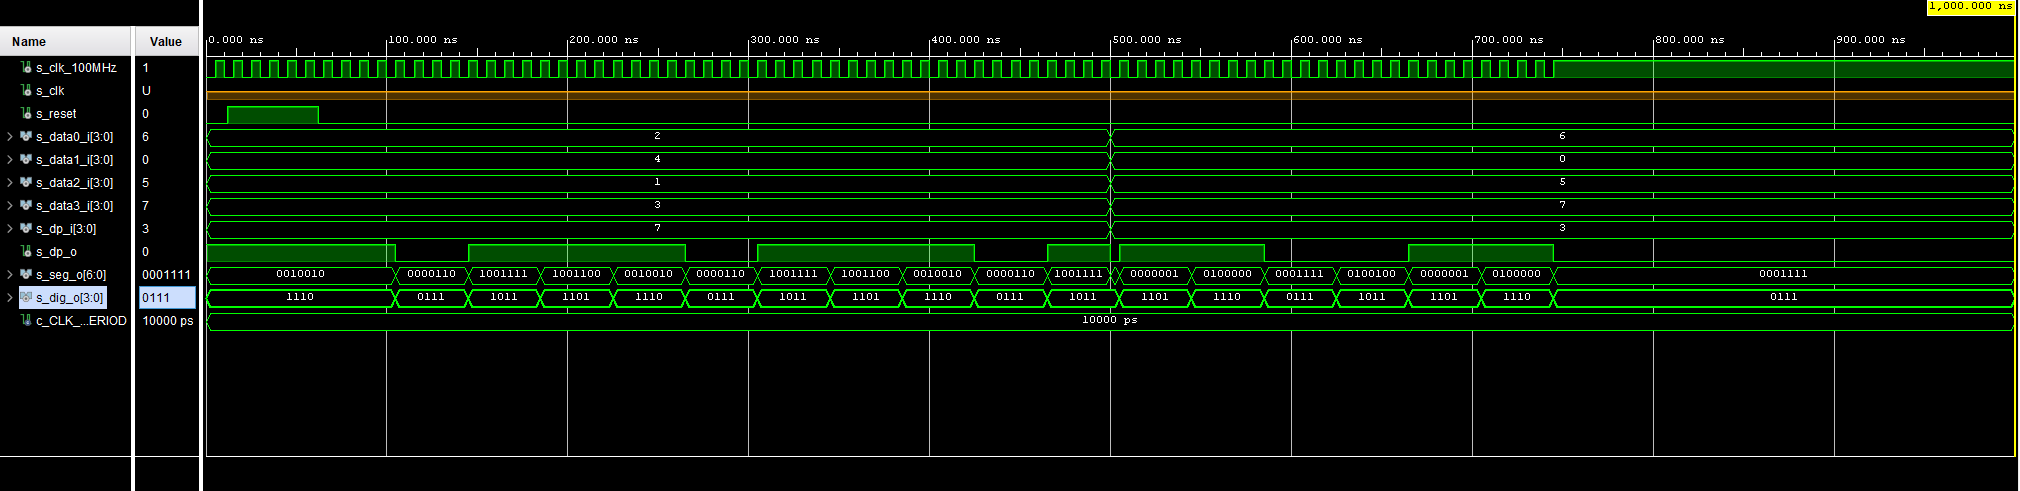 1,000.000 ns
Name Value
0.000 ns 100.000 ns 200.000 ns 300.000 ns 400.000 ns 500.000 ns 600.000 ns 700.000 ns 800.000 ns 900.000 ns
s_clk_100MHz 1
s_clk U
s_reset 0
s_data0_i[3:0] 6 2 6
s_data1_i[3:0] 0 4 0
s_data2_i[3:0] 5 1 5
s_data3_i[3:0] 7 3 7
s_dp_i[3:0] 3 7 3
s_dp_o 0
s_seg_o[6:0] 0001111 0010010 0000110 1001111 1001100 0010010 0000110 1001111 1001100 0010010 0000110 1001111 0000001 0100000 0001111 0100100 0000001 0100000 0001111
s_dig_o[3:0] 0111 1110 0111 1011 1101 1110 0111 1011 1101 1110 0111 1011 1101 1110 0111 1011 1101 1110 0111
c_CLK_...ERIOD 10000 ps 10000 ps